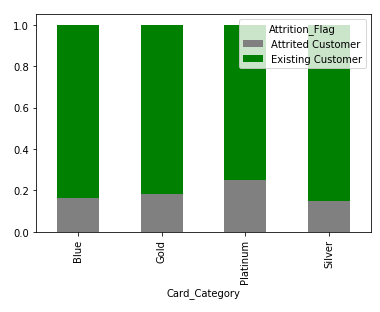 1.0
0.8
0.6
0.4
0.2
0.0
Attrition_Flag
Attrited Customer
Existing Customer
Blue
Gold
Platinum
Silver
Card_Category